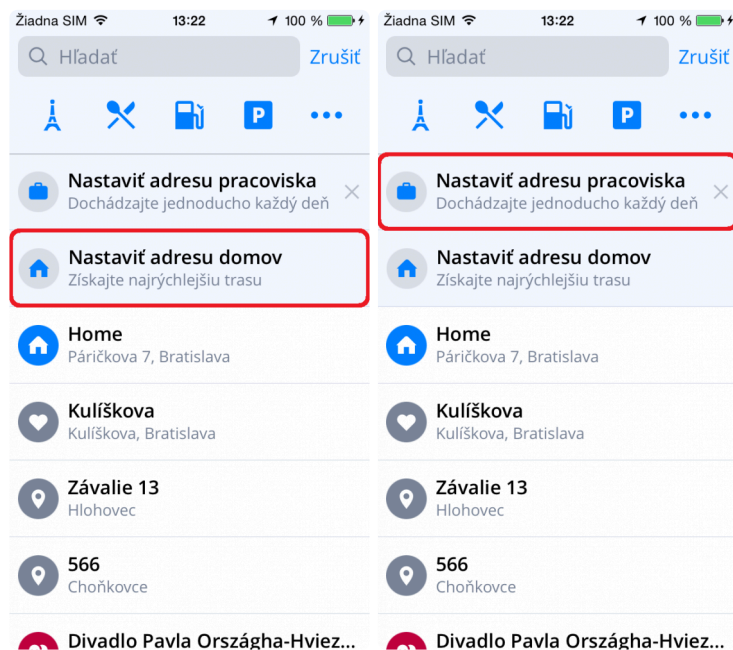 Žiadna SIM 13:22 100 %
Hľadať Zrušiť
P
Nastaviť adresu pracoviska
Dochádzajte jednoducho každý deň
Nastaviť adresu domov
Získajte najrýchlejšiu trasu
Home
Páričkova 7, Bratislava
Kulíškova
Kulíškova, Bratislava
Závalie 13
Hlohovec
566
Choňkovce
Divadlo Pavla Országha-Hviez...
Žiadna SIM 13:22 100 %
Hľadať Zrušiť
P
Nastaviť adresu pracoviska
Dochádzajte jednoducho každý deň
Nastaviť adresu domov
Získajte najrýchlejšiu trasu
Home
Páričkova 7, Bratislava
Kulíškova
Kulíškova, Bratislava
Závalie 13
Hlohovec
566
Choňkovce
Divadlo Pavla Országha-Hviez...